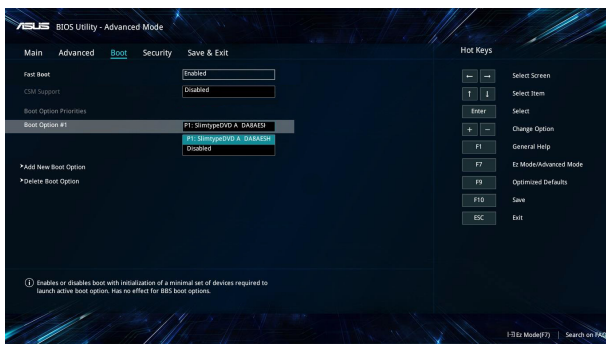 ASUS BIOS Utility - Advanced Mode
Main Advanced Boot Security Save & Exit
Hot Keys
Fast Boot Enabled
CSM Support Disabled
Boot Option Priorities
Boot Option #1 P1: SlimtypeDVD A DA8AESI
P1: SlimtypeDVD A DA8AESH
Disabled
Add New Boot Option
Delete Boot Option
← → Select Screen
↑ ↓ Select Item
Enter Select
+ − Change Option
F1 General Help
F7 Ez Mode/Advanced Mode
F9 Optimized Defaults
F10 Save
ESC Exit
Enables or disables boot with initialization of a minimal set of devices required to
launch active boot option. Has no effect for BBS boot options.
Ez Mode(F7) | Search on FAQ